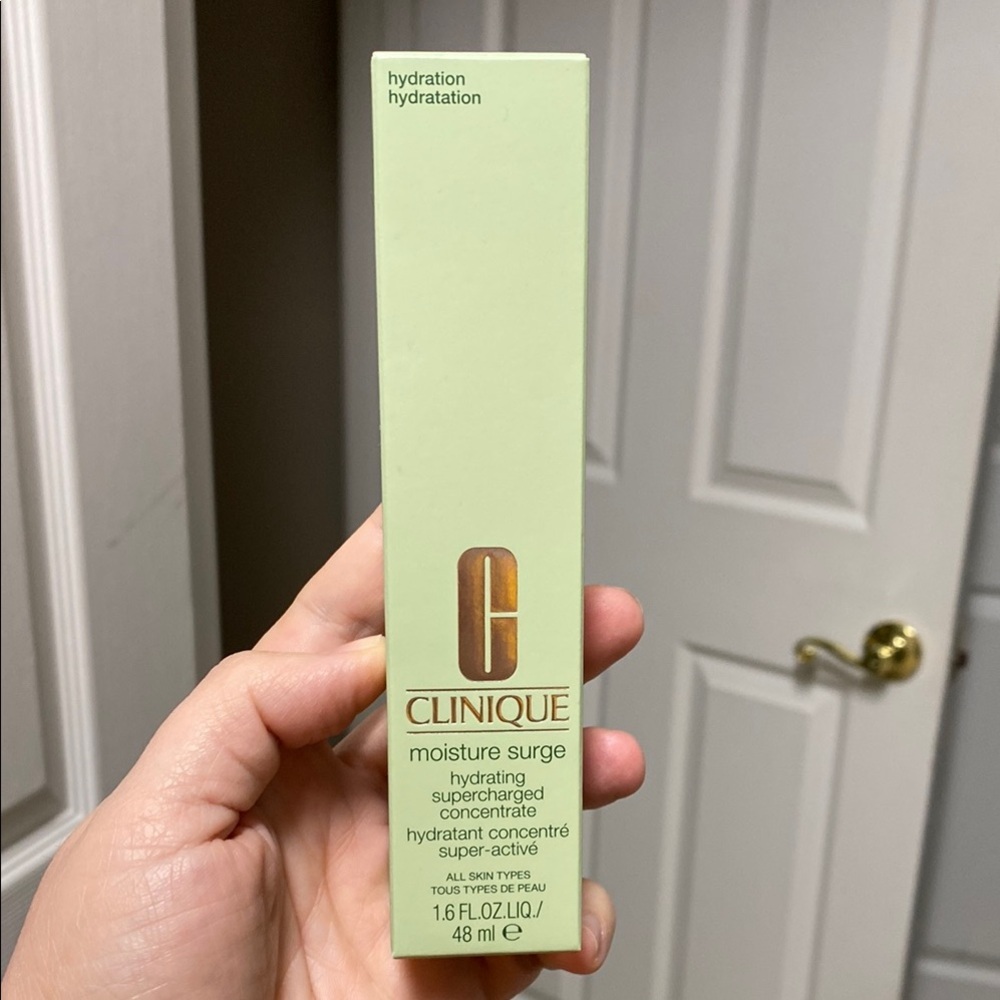 hydration
hydratation
C
CLINIQUE
moisture surge
hydrating
supercharged
concentrate
hydratant concentré
super-activé
ALL SKIN TYPES
TOUS TYPES DE PEAU
1.6 FL.OZ.LIQ./
48 ml ℮